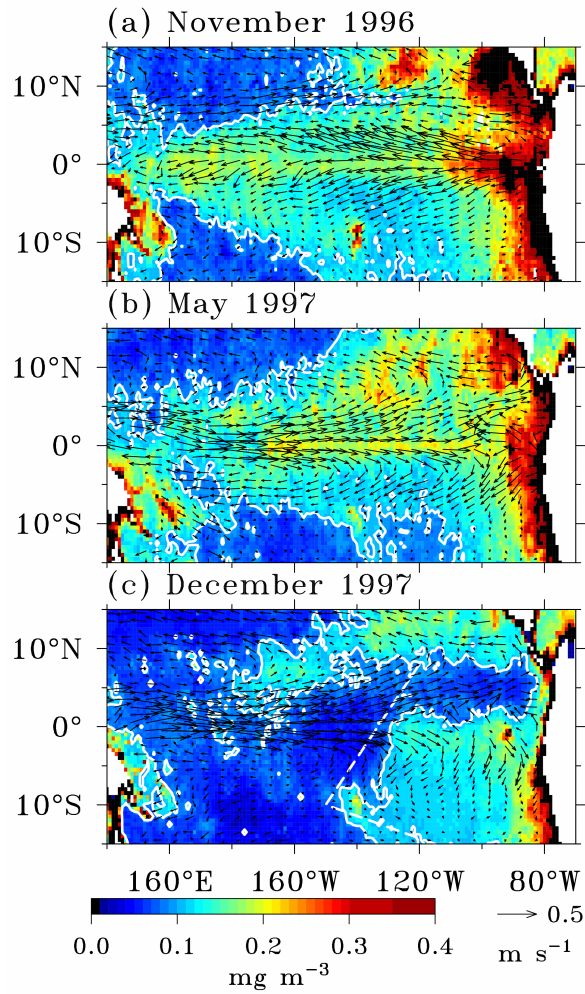 (a) November 1996
10°N
0°
10°S
(b) May 1997
10°N
0°
10°S
(c) December 1997
10°N
0°
10°S
160°E 160°W 120°W 80°W
0.0 0.1 0.2 0.3 0.4
mg m⁻³
0.5
m s⁻¹